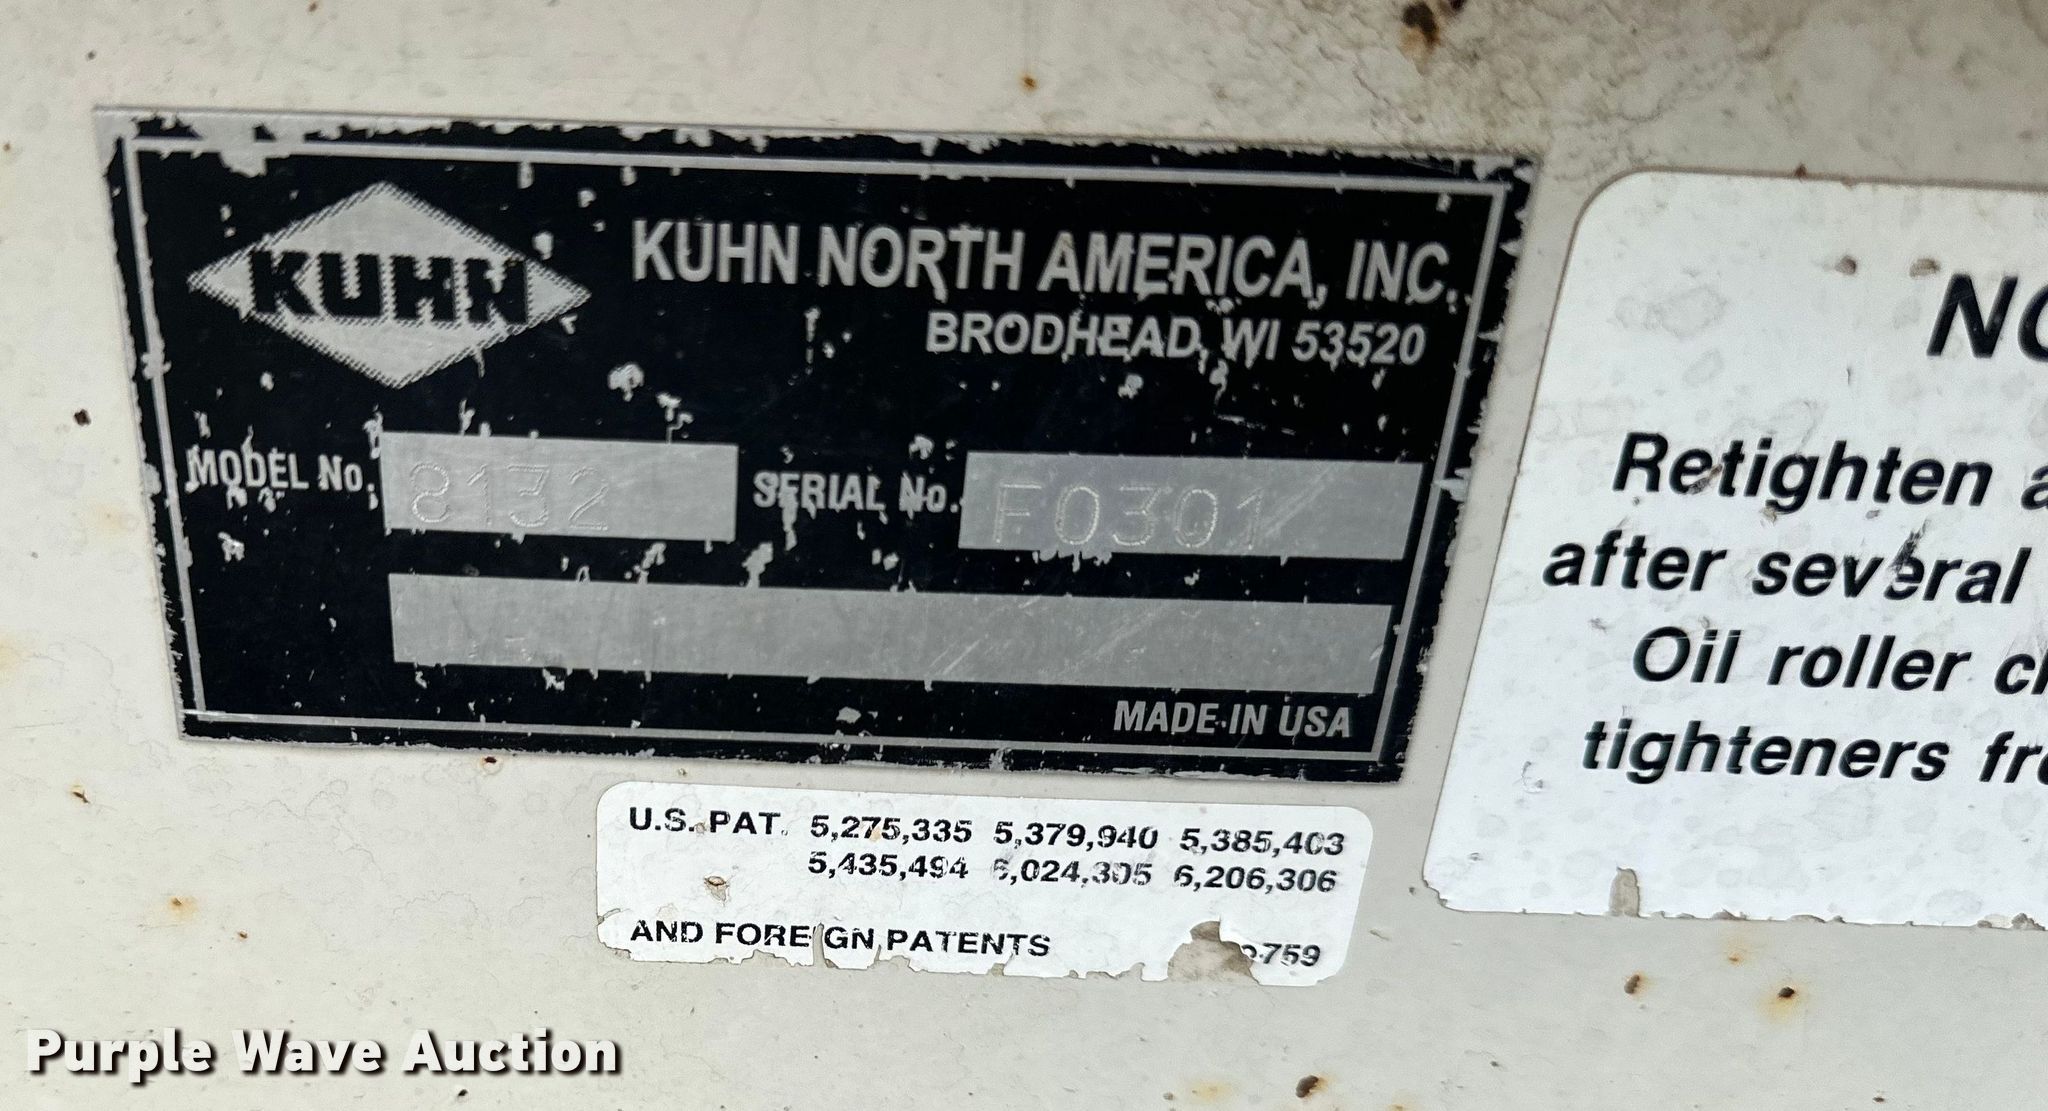 KUHN
KUHN NORTH AMERICA, INC.
BRODHEAD, WI 53520
MODEL No. 8132 SERIAL No. F0301
MADE IN USA
U.S. PAT. 5,275,335 5,379,940 5,385,403
5,435,494 6,024,305 6,206,306
AND FOREIGN PATENTS
Retighten
after several
Oil roller
tighteners
Purple Wave Auction